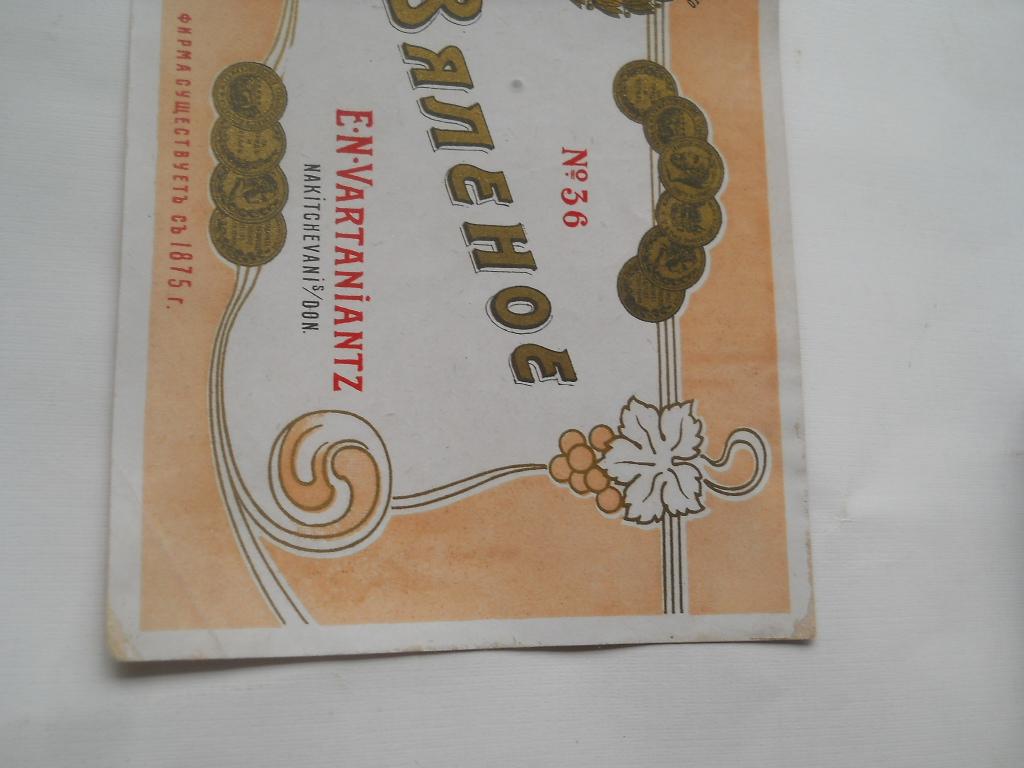 № 36
ВЯЛЕНОЕ
E·N·VARTANIANTZ
NAKITCHEVAN S/DON.
ФИРМА СУЩЕСТВУЕТЪ СЪ 1875 г.